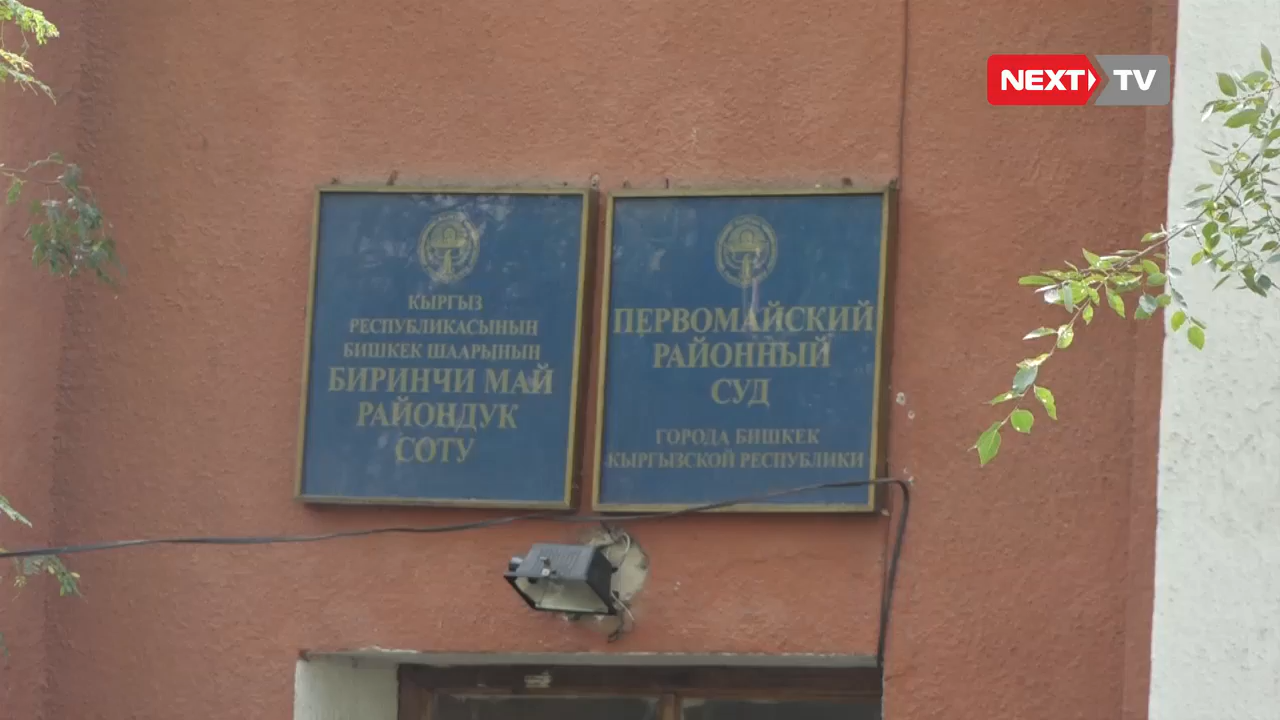 NEXT TV
КЫРГЫЗ
РЕСПУБЛИКАСЫНЫН
БИШКЕК ШААРЫНЫН
БИРИНЧИ МАЙ
РАЙОНДУК
СОТУ
ПЕРВОМАЙСКИЙ
РАЙОННЫЙ
СУД
ГОРОДА БИШКЕК
КЫРГЫЗСКОЙ РЕСПУБЛИКИ